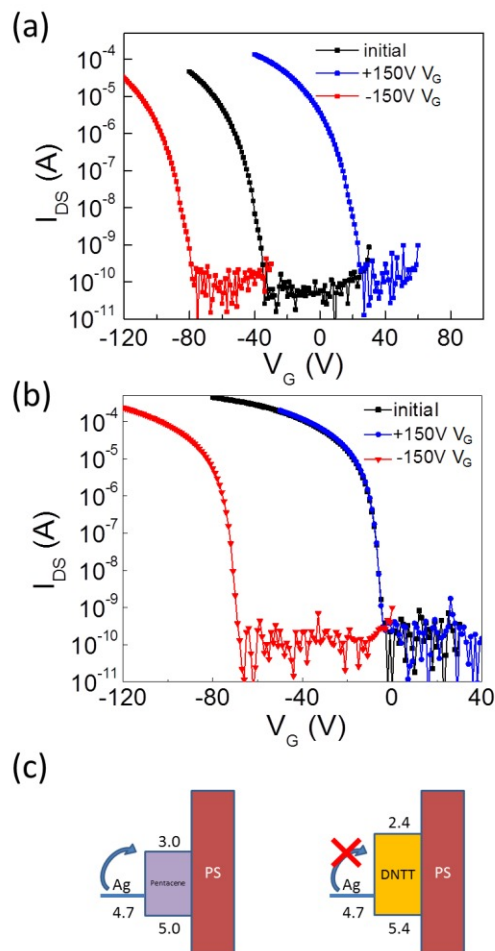 (a)
10⁻⁴
10⁻⁵
10⁻⁶
10⁻⁷
10⁻⁸
10⁻⁹
10⁻¹⁰
10⁻¹¹
I_DS (A)
initial
+150V V_G
-150V V_G
-120 -80 -40 0 40 80
V_G (V)
(b)
10⁻⁴
10⁻⁵
10⁻⁶
10⁻⁷
10⁻⁸
10⁻⁹
10⁻¹⁰
10⁻¹¹
I_DS (A)
initial
+150V V_G
-150V V_G
-120 -80 -40 0 40
V_G (V)
(c)
3.0
Ag
Pentacene
PS
4.7
5.0
2.4
Ag
DNTT
PS
4.7
5.4